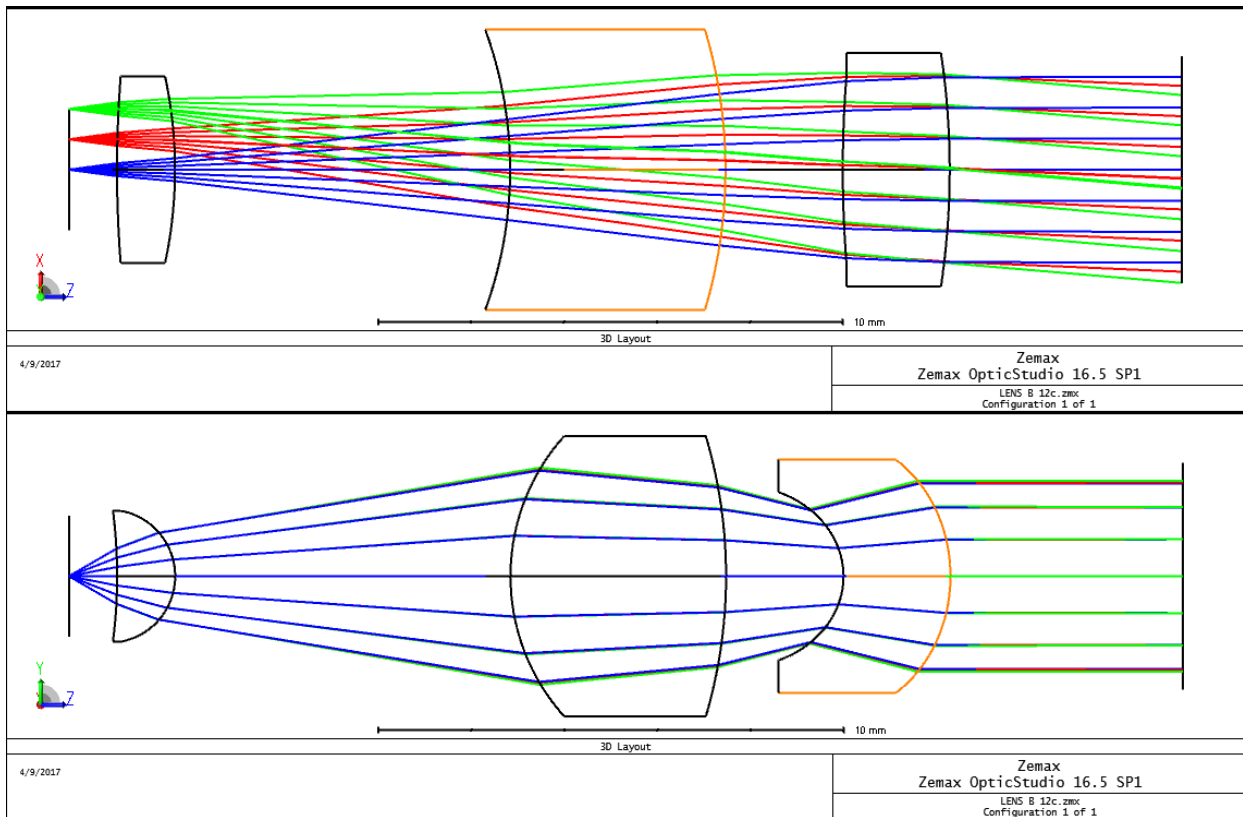 X
Z
10 mm
3D Layout
4/9/2017
Zemax
Zemax OpticStudio 16.5 SP1
LENS B 12c.zmx
Configuration 1 of 1
Y
Z
10 mm
3D Layout
4/9/2017
Zemax
Zemax OpticStudio 16.5 SP1
LENS B 12c.zmx
Configuration 1 of 1